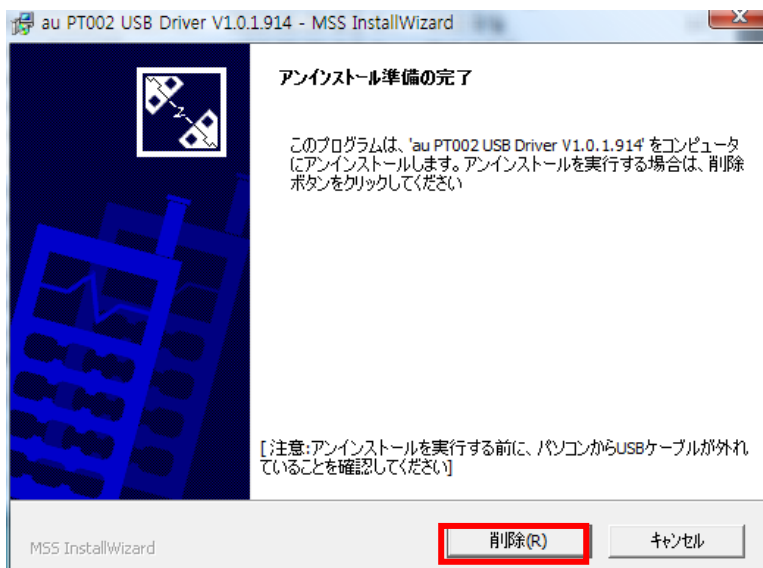 au PT002 USB Driver V1.0.1.914 - MSS InstallWizard
アンインストール準備の完了
このプログラムは、'au PT002 USB Driver V1.0.1.914' をコンピュータ
にアンインストールします。アンインストールを実行する場合は、削除
ボタンをクリックしてください
[注意:アンインストールを実行する前に、パソコンからUSBケーブルが外れ
ていることを確認してください]
MSS InstallWizard
削除(R)
キャンセル